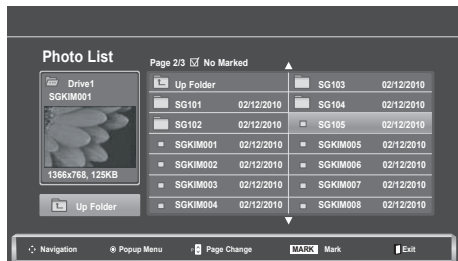 Photo List
Page 2/3 No Marked
Drive1
SGKIM001
1366x768, 125KB
Up Folder
Up Folder
SG101 02/12/2010
SG102 02/12/2010
SGKIM001 02/12/2010
SGKIM002 02/12/2010
SGKIM003 02/12/2010
SGKIM004 02/12/2010
SG103 02/12/2010
SG104 02/12/2010
SG105 02/12/2010
SGKIM005 02/12/2010
SGKIM006 02/12/2010
SGKIM007 02/12/2010
SGKIM008 02/12/2010
Navigation Popup Menu P Page Change MARK Mark Exit